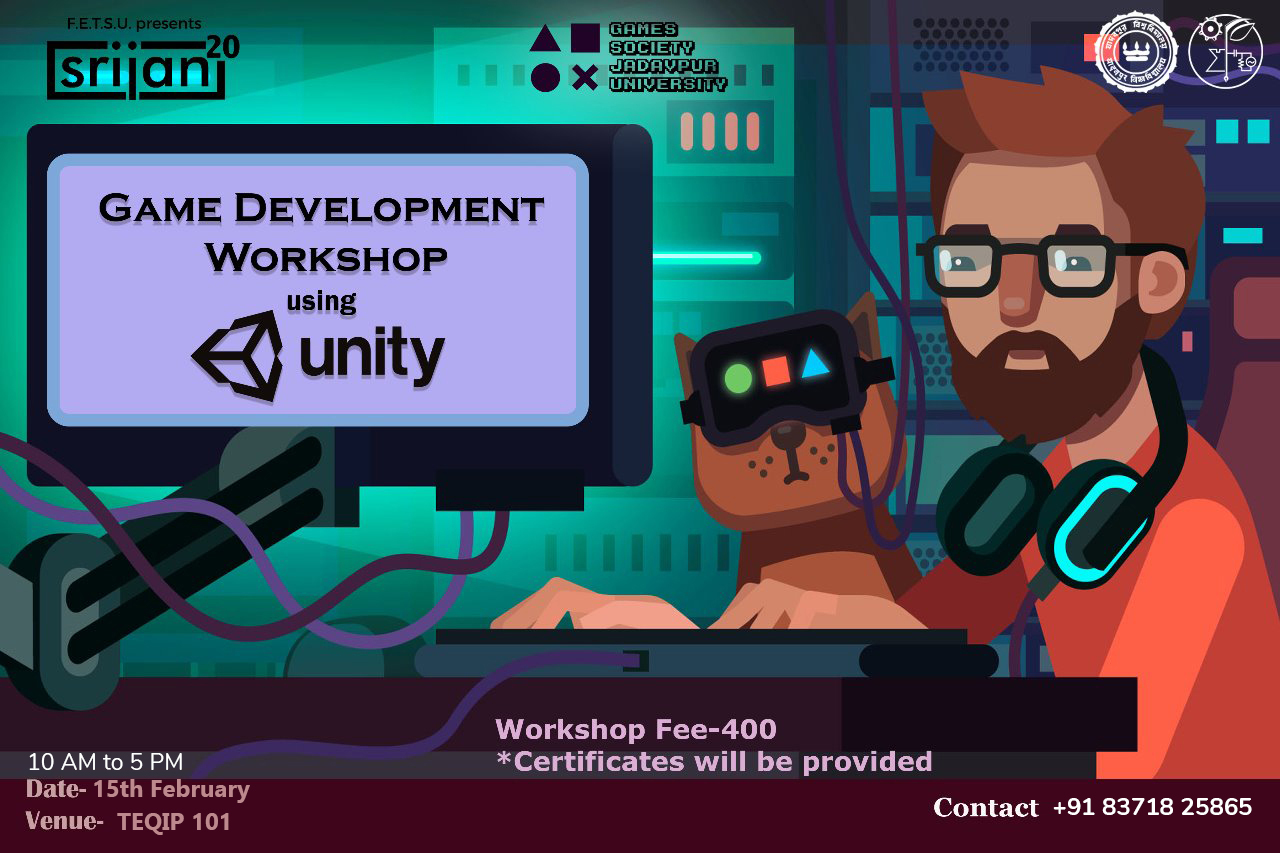 F.E.T.S.U. presents
srijan 20
GAMES
SOCIETY
JADAVPUR
UNIVERSITY
GAME DEVELOPMENT
WORKSHOP
using
unity
Workshop Fee-400
*Certificates will be provided
10 AM to 5 PM
Date- 15th February
Venue- TEQIP 101
Contact +91 83718 25865